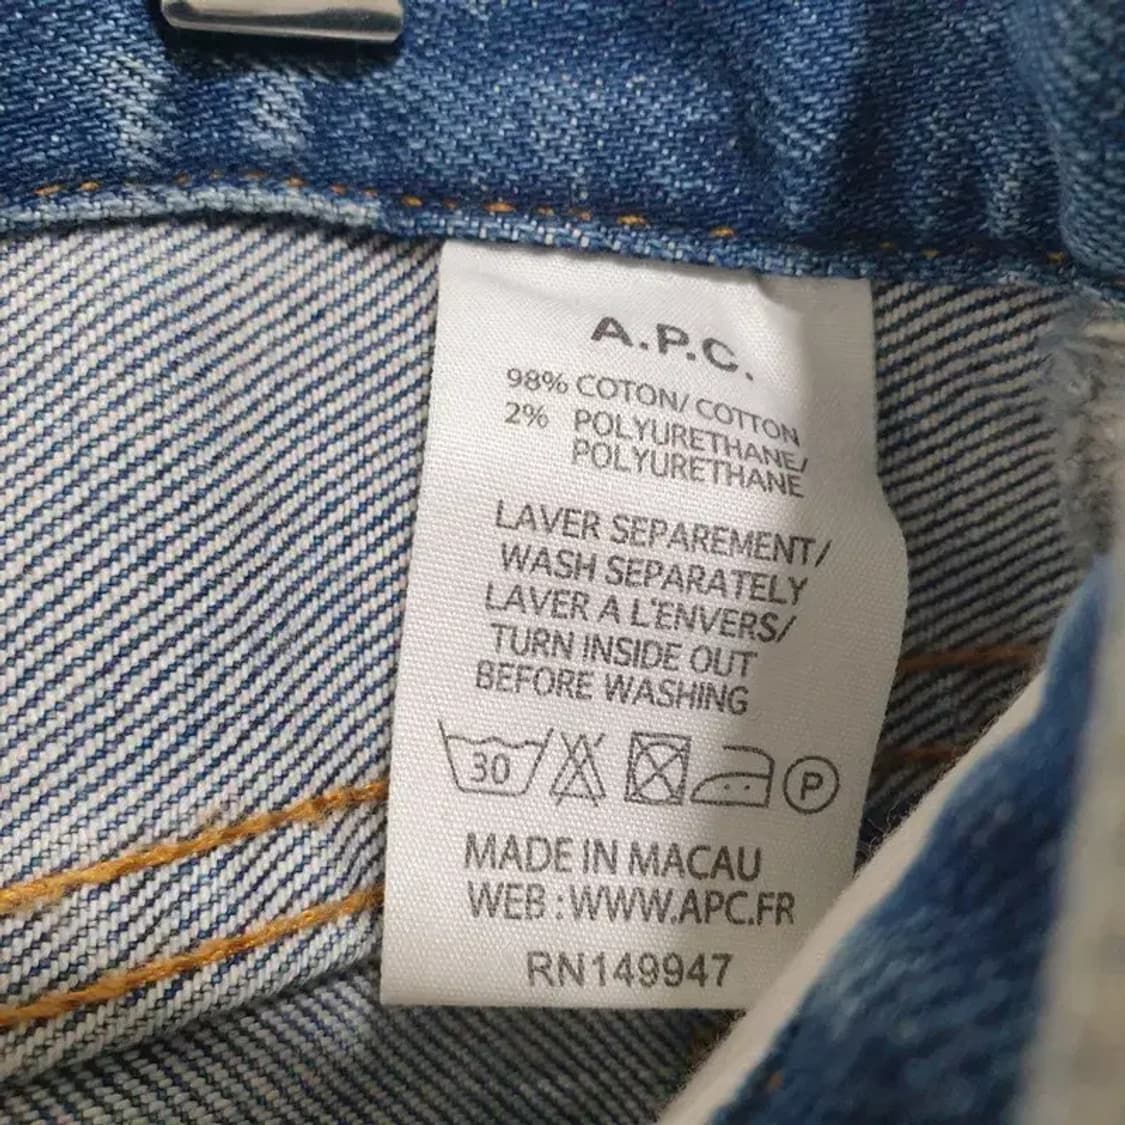 A.P.C.
98% COTON/ COTTON
2% POLYURETHANE/
POLYURETHANE
LAVER SEPAREMENT/
WASH SEPARATELY
LAVER A L'ENVERS/
TURN INSIDE OUT
BEFORE WASHING
30 P
MADE IN MACAU
WEB : WWW.APC.FR
RN149947